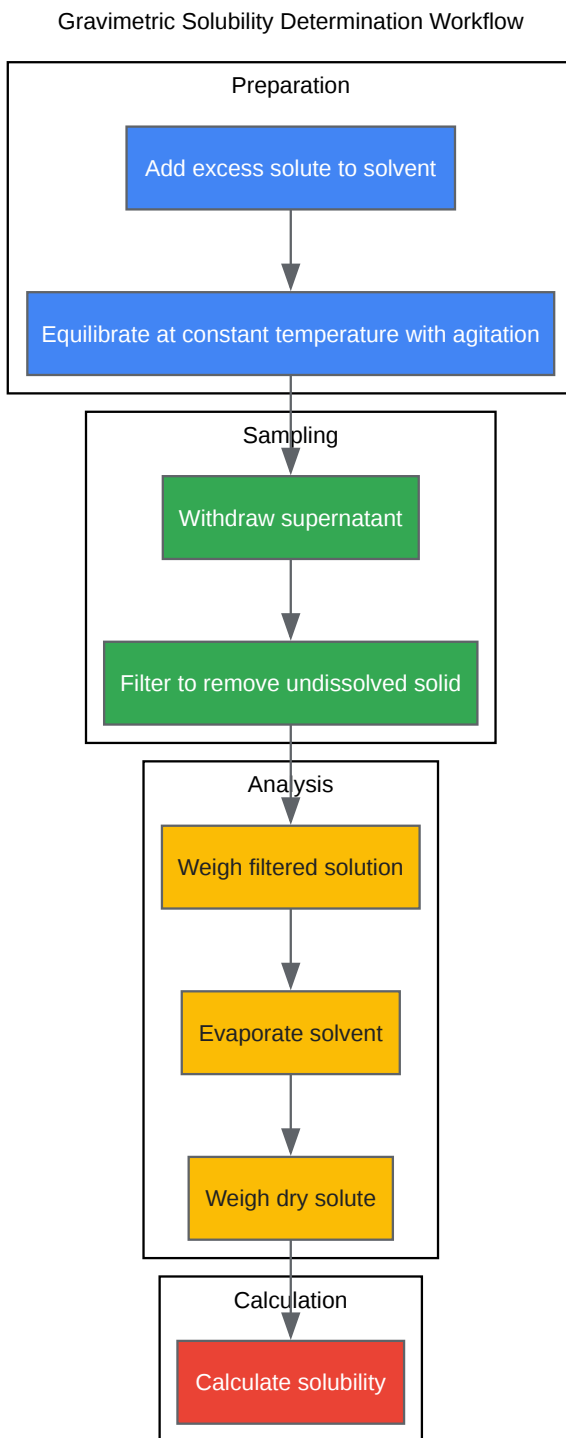 Gravimetric Solubility Determination Workflow
Preparation
Add excess solute to solvent
Equilibrate at constant temperature with agitation
Sampling
Withdraw supernatant
Filter to remove undissolved solid
Analysis
Weigh filtered solution
Evaporate solvent
Weigh dry solute
Calculation
Calculate solubility